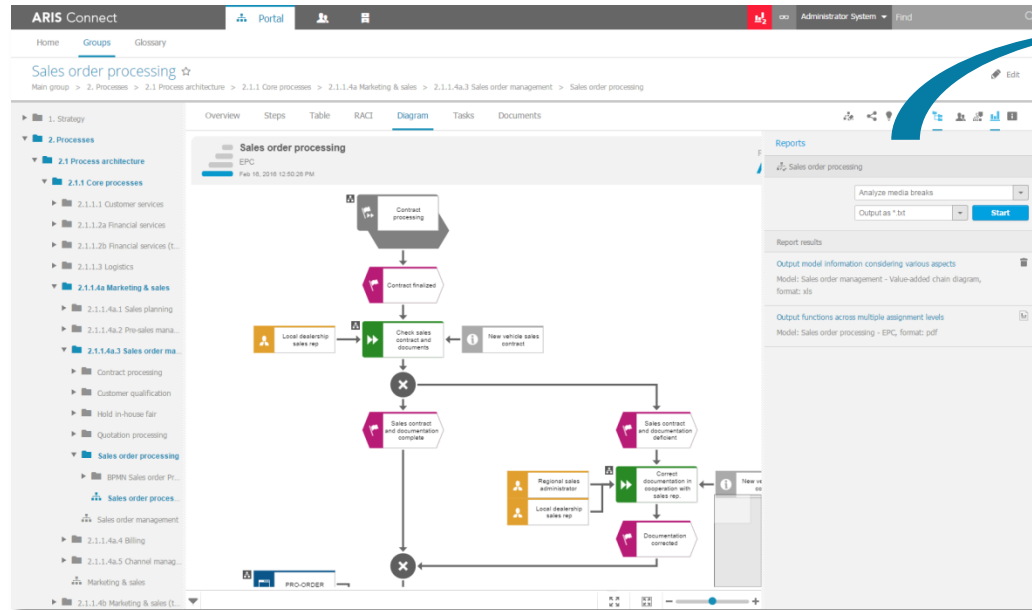 ARIS Connect
Portal
2
Administrator System
Find
Home Groups Glossary
Sales order processing
Edit
Main group > 2. Processes > 2.1 Process architecture > 2.1.1 Core processes > 2.1.1.4a Marketing & sales > 2.1.1.4a.3 Sales order management > Sales order processing
1. Strategy
2. Processes
2.1 Process architecture
2.1.1 Core processes
2.1.1.1 Customer services
2.1.1.2a Financial services
2.1.1.2b Financial services (t...
2.1.1.3 Logistics
2.1.1.4a Marketing & sales
2.1.1.4a.1 Sales planning
2.1.1.4a.2 Pre-sales mana...
2.1.1.4a.3 Sales order ma...
Contract processing
Customer qualification
Hold in-house fair
Quotation processing
Sales order processing
BPMN Sales order Pr...
Sales order proces...
Sales order management
2.1.1.4a.4 Billing
2.1.1.4a.5 Channel manag...
Marketing & sales
2.1.1.4b Marketing & sales (t...
Overview Steps Table RACI Diagram Tasks Documents
Sales order processing
EPC
Feb 16, 2016 12:50:26 PM
Contract
processing
Contract finalized
Local dealership
sales rep
Check sales
contract and
documents
New vehicle sales
contract
Sales contract
and documentation
complete
Sales contract
and documentation
deficient
Regional sales
administrator
Local dealership
sales rep
Correct
documentation in
cooperation with
sales rep.
Documentation
corrected
PRO-ORDER
Reports
Sales order processing
Analyze media breaks
Output as *.txt
Start
Report results
Output model information considering various aspects
Model: Sales order management - Value-added chain diagram,
format: xls
Output functions across multiple assignment levels
Model: Sales order processing - EPC, format: pdf